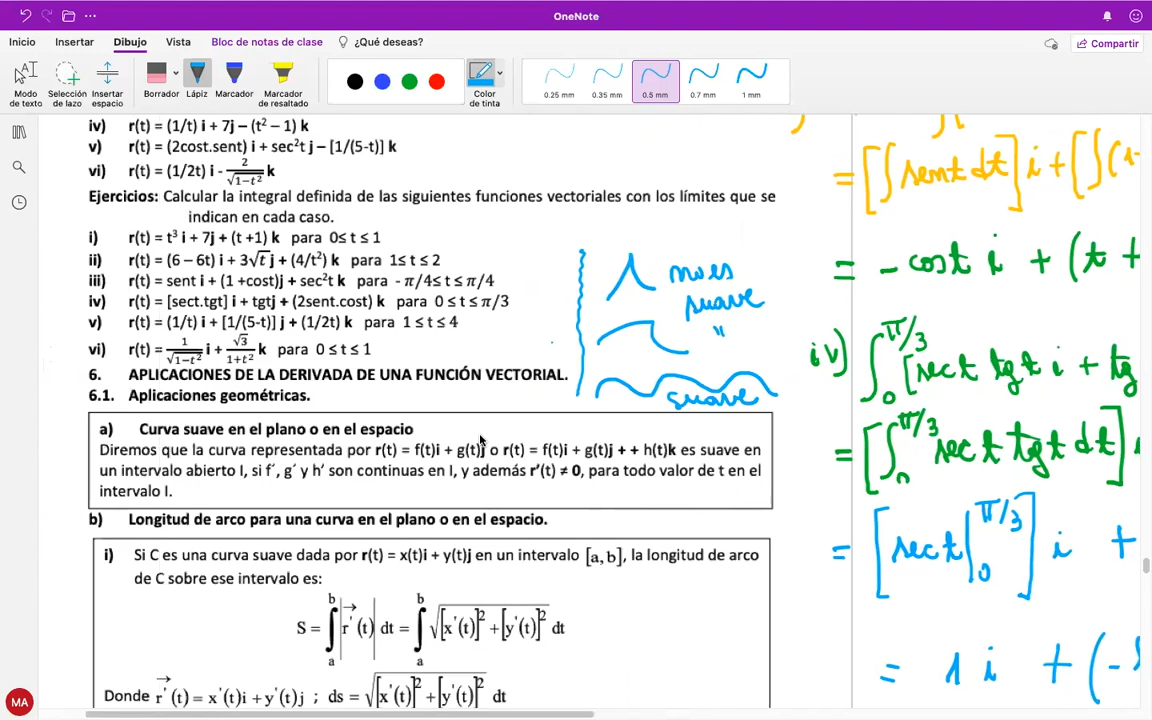 OneNote
Inicio Insertar Dibujo Vista Bloc de notas de clase ¿Qué deseas? Compartir
Modo de texto Selección de lazo Insertar espacio Borrador Lápiz Marcador Marcador de resaltado Color de tinta 0.25 mm 0.35 mm 0.5 mm 0.7 mm 1 mm
iv) r(t) = (1/t) i + 7j – (t² – 1) k
v) r(t) = (2cost.sent) i + sec²t j – [1/(5-t)] k
vi) r(t) = (1/2t) i - 2/√1−t² k
Ejercicios: Calcular la integral definida de las siguientes funciones vectoriales con los límites que se
indican en cada caso.
i) r(t) = t³ i + 7j + (t +1) k para 0≤ t ≤ 1
ii) r(t) = (6 – 6t) i + 3√t j + (4/t²) k para 1≤ t ≤ 2
iii) r(t) = sent i + (1 +cost)j + sec²t k para - π/4≤ t ≤ π/4
iv) r(t) = [sect.tgt] i + tgtj + (2sent.cost) k para 0 ≤ t ≤ π/3
v) r(t) = (1/t) i + [1/(5-t)] j + (1/2t) k para 1 ≤ t ≤ 4
vi) r(t) = 1/√1−t² i + √3/1+t² k para 0 ≤ t ≤ 1
6. APLICACIONES DE LA DERIVADA DE UNA FUNCIÓN VECTORIAL.
6.1. Aplicaciones geométricas.
a) Curva suave en el plano o en el espacio
Diremos que la curva representada por r(t) = f(t)i + g(t)j o r(t) = f(t)i + g(t)j + + h(t)k es suave en
un intervalo abierto I, si f´, g´ y h’ son continuas en I, y además r’(t) ≠ 0, para todo valor de t en el
intervalo I.
b) Longitud de arco para una curva en el plano o en el espacio.
i) Si C es una curva suave dada por r(t) = x(t)i + y(t)j en un intervalo [a, b], la longitud de arco
de C sobre ese intervalo es:
S = ∫ₐᵇ |r⃗'(t)| dt = ∫ₐᵇ √[x'(t)]² + [y'(t)]² dt
Donde r⃗'(t) = x'(t)i + y'(t)j ; ds = √[x'(t)]² + [y'(t)]² dt
no es
suave
"
suave
= [∫ sent dt] i + [∫(1-
= - cost i + (t +
iv) ∫₀^π/3 [sect tgt i + tg
= [∫₀^π/3 sect tgt dt]
= [sect |₀^π/3] i +
= 1 i + (-
MA